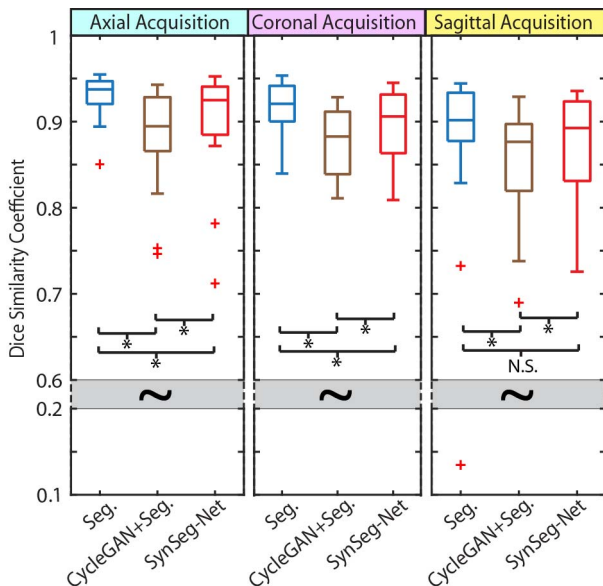 Axial Acquisition Coronal Acquisition Sagittal Acquisition
Dice Similarity Coefficient
1
0.9
0.8
0.7
* * * * * *
* * N.S.
0.6
~ ~ ~
0.2
0.1
Seg. CycleGAN+Seg. SynSeg-Net Seg. CycleGAN+Seg. SynSeg-Net Seg. CycleGAN+Seg. SynSeg-Net